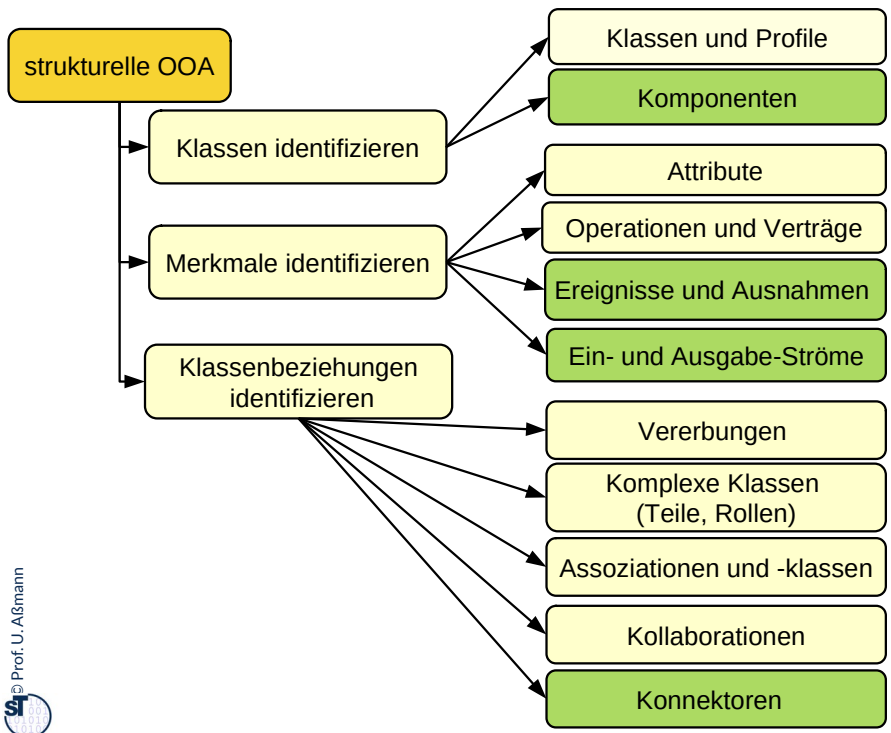 strukturelle OOA
Klassen identifizieren
Merkmale identifizieren
Klassenbeziehungen
identifizieren
Klassen und Profile
Komponenten
Attribute
Operationen und Verträge
Ereignisse und Ausnahmen
Ein- und Ausgabe-Ströme
Vererbungen
Komplexe Klassen
(Teile, Rollen)
Assoziationen und -klassen
Kollaborationen
Konnektoren
© Prof. U. Aßmann
ST